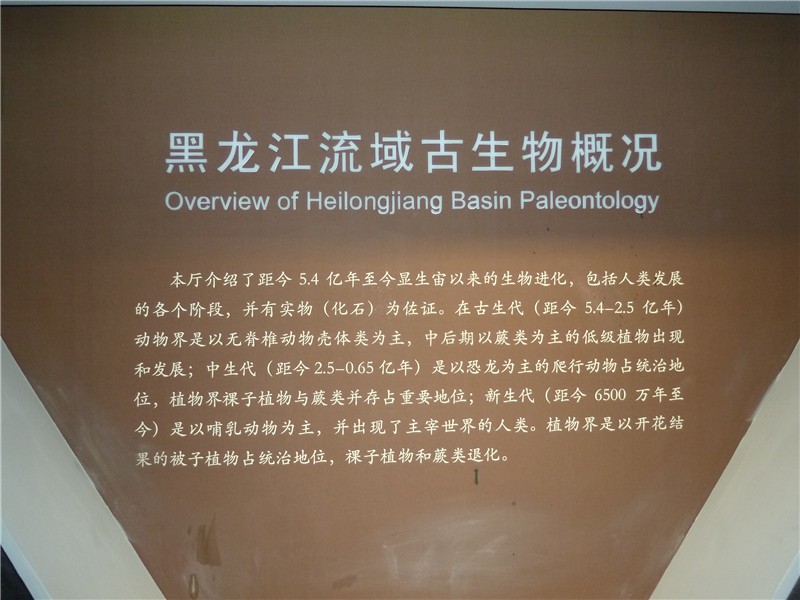 黑龙江流域古生物概况
Overview of Heilongjiang Basin Paleontology
本厅介绍了距今 5.4 亿年至今显生宙以来的生物进化，包括人类发展
的各个阶段，并有实物（化石）为佐证。在古生代（距今 5.4–2.5 亿年）
动物界是以无脊椎动物壳体类为主，中后期以蕨类为主的低级植物出现
和发展；中生代（距今 2.5–0.65 亿年）是以恐龙为主的爬行动物占统治地
位，植物界裸子植物与蕨类并存占重要地位；新生代（距今 6500 万年至
今）是以哺乳动物为主，并出现了主宰世界的人类。植物界是以开花结
果的被子植物占统治地位，裸子植物和蕨类退化。